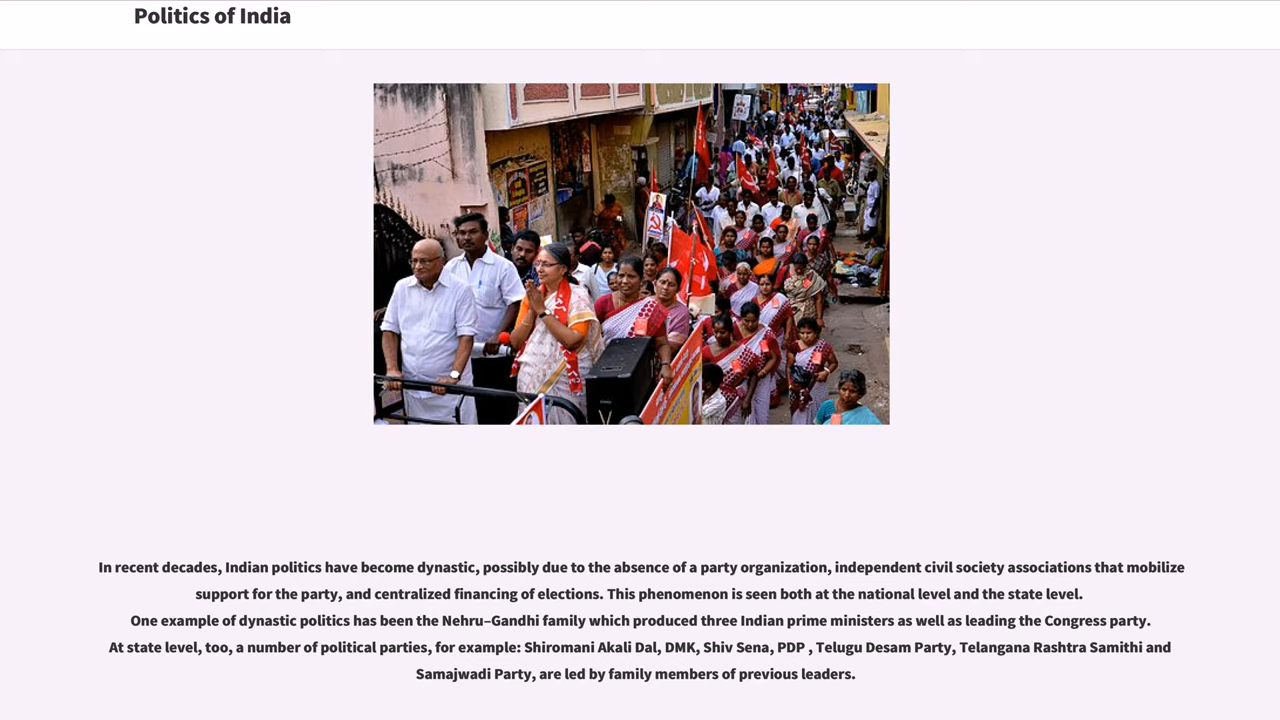 Politics of India
In recent decades, Indian politics have become dynastic, possibly due to the absence of a party organization, independent civil society associations that mobilize
support for the party, and centralized financing of elections. This phenomenon is seen both at the national level and the state level.
One example of dynastic politics has been the Nehru–Gandhi family which produced three Indian prime ministers as well as leading the Congress party.
At state level, too, a number of political parties, for example: Shiromani Akali Dal, DMK, Shiv Sena, PDP , Telugu Desam Party, Telangana Rashtra Samithi and
Samajwadi Party, are led by family members of previous leaders.